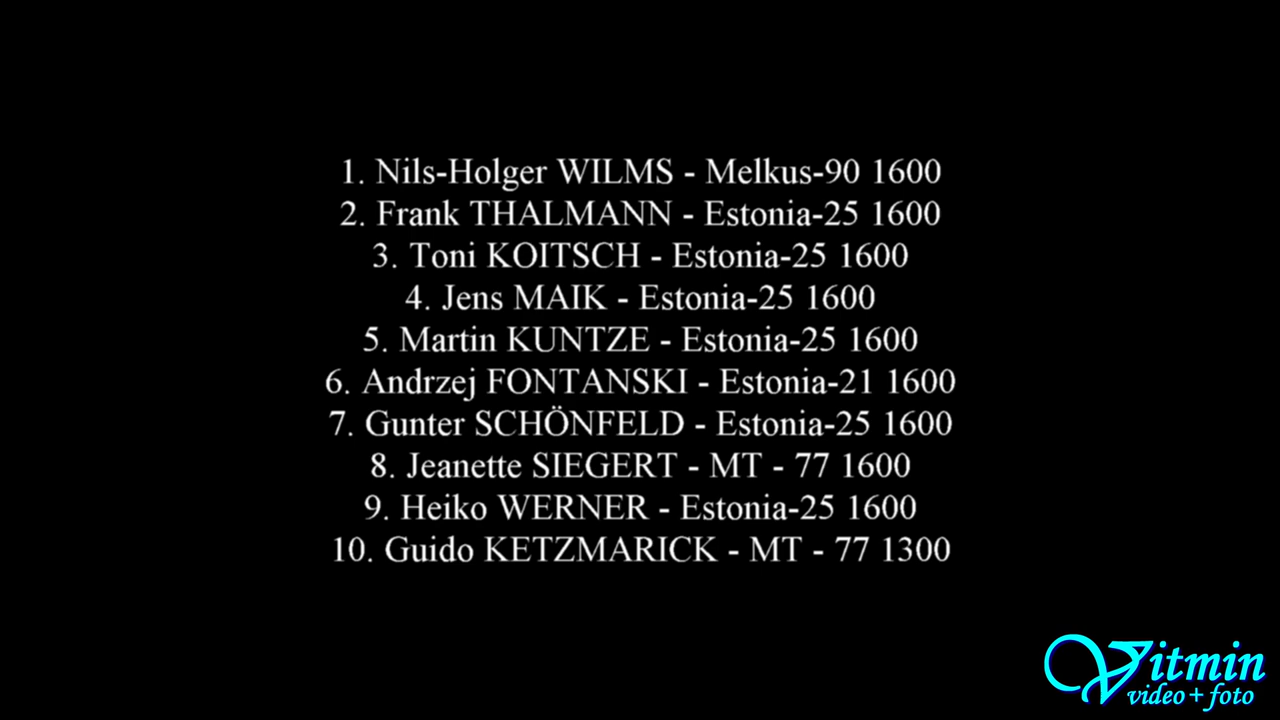 1. Nils-Holger WILMS - Melkus-90 1600
2. Frank THALMANN - Estonia-25 1600
3. Toni KOITSCH - Estonia-25 1600
4. Jens MAIK - Estonia-25 1600
5. Martin KUNTZE - Estonia-25 1600
6. Andrzej FONTANSKI - Estonia-21 1600
7. Gunter SCHÖNFELD - Estonia-25 1600
8. Jeanette SIEGERT - MT - 77 1600
9. Heiko WERNER - Estonia-25 1600
10. Guido KETZMARICK - MT - 77 1300
Vitmin
video+foto